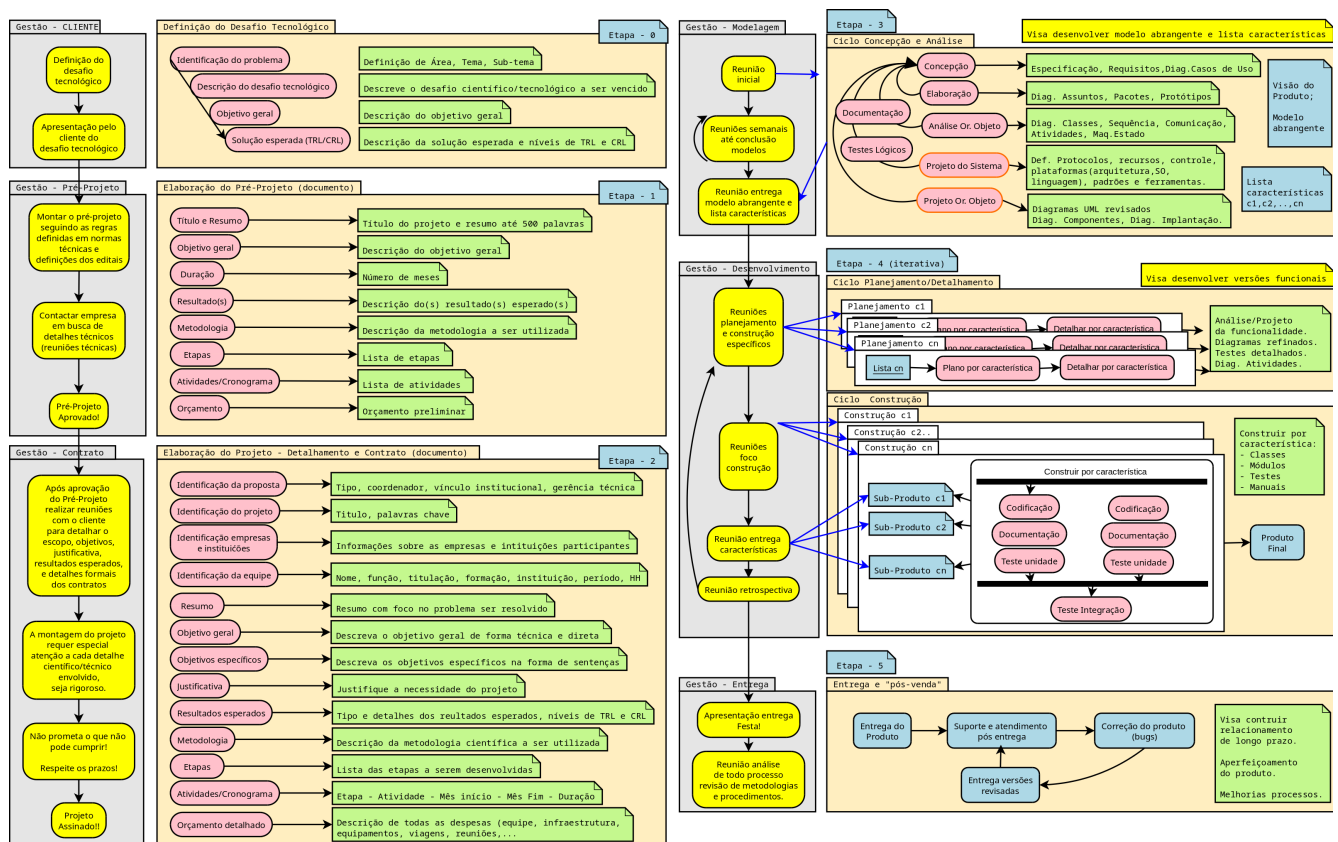 Gestão - CLIENTE
Definição do
desafio
tecnológico
Apresentação pelo
cliente do
desafio tecnológico
Definição do Desafio Tecnológico
Etapa - 0
Identificação do problema
Definição de Área, Tema, Sub-tema
Descrição do desafio tecnológico
Descreve o desafio científico/tecnológico a ser vencido
Objetivo geral
Descrição do objetivo geral
Solução esperada (TRL/CRL)
Descrição da solução esperada e níveis de TRL e CRL
Gestão - Pré-Projeto
Montar o pré-projeto
seguindo as regras
definidas em normas
técnicas e
definições dos editais
Contactar empresa
em busca de
detalhes técnicos
(reuniões técnicas)
Pré-Projeto
Aprovado!
Elaboração do Pré-Projeto (documento)
Etapa - 1
Título e Resumo
Título do projeto e resumo até 500 palavras
Objetivo geral
Descrição do objetivo geral
Duração
Número de meses
Resultado(s)
Descrição do(s) resultado(s) esperado(s)
Metodologia
Descrição da metodologia a ser utilizada
Etapas
Lista de etapas
Atividades/Cronograma
Lista de atividades
Orçamento
Orçamento preliminar
Gestão - Contrato
Após aprovação
do Pré-Projeto
realizar reuniões
com o cliente
para detalhar o
escopo, objetivos,
justificativa,
resultados esperados,
e detalhes formais
dos contratos
A montagem do projeto
requer especial
atenção a cada detalhe
científico/técnico
envolvido,
seja rigoroso.
Não prometa o que não
pode cumprir!
Respeite os prazos!
Projeto
Assinado!!
Elaboração do Projeto - Detalhamento e Contrato (documento)
Etapa - 2
Identificação da proposta
Tipo, coordenador, vínculo institucional, gerência técnica
Identificação do projeto
Titulo, palavras chave
Identificação empresas
e instituicões
Informações sobre as empresas e intituições participantes
Identificação da equipe
Nome, função, titulação, formação, instituição, período, HH
Resumo
Resumo com foco no problema ser resolvido
Objetivo geral
Descreva o objetivo geral de forma técnica e direta
Objetivos específicos
Descreva os objetivos específicos na forma de sentenças
Justificativa
Justifique a necessidade do projeto
Resultados esperados
Tipo e detalhes dos reultados esperados, níveis de TRL e CRL
Metodologia
Descrição da metodologia científica a ser utilizada
Etapas
Lista das etapas a serem desenvolvidas
Atividades/Cronograma
Etapa - Atividade - Mês início - Mês Fim - Duração
Orçamento detalhado
Descrição de todas as despesas (equipe, infraestrutura,
equipamentos, viagens, reuniões,...
Gestão - Modelagem
Reunião
inicial
Reuniões semanais
até conclusão
modelos
Reunião entrega
modelo abrangente e
lista características
Etapa - 3
Visa desenvolver modelo abrangente e lista características
Ciclo Concepção e Análise
Concepção
Especificação, Requisitos,Diag.Casos de Uso
Elaboração
Diag. Assuntos, Pacotes, Protótipos
Documentação
Análise Or. Objeto
Diag. Classes, Sequência, Comunicação,
Atividades, Maq.Estado
Testes Lógicos
Projeto do Sistema
Def. Protocolos, recursos, controle,
plataformas(arquitetura,SO,
linguagem), padrões e ferramentas.
Projeto Or. Objeto
Diagramas UML revisados
Diag. Componentes, Diag. Implantação.
Visão do
Produto;
Modelo
abrangente
Lista
características
c1,c2,..,cn
Gestão - Desenvolvimento
Reuniões
planejamento
e construção
específicos
Reuniões
foco
construção
Reunião entrega
características
Reunião retrospectiva
Etapa - 4 (iterativa)
Visa desenvolver versões funcionais
Ciclo Planejamento/Detalhamento
Planejamento c1
Planejamento c2
ano por característica
Detalhar por característica
Planejamento cn
no por característica
Detalhar por característica
Lista cn
Plano por característica
Detalhar por característica
Análise/Projeto
da funcionalidade.
Diagramas refinados.
Testes detalhados.
Diag. Atividades.
Ciclo Construção
Construção c1
Construção c2..
Construção cn
Construir por característica
Sub-Produto c1
Sub-Produto c2
Sub-Produto cn
Codificação
Documentação
Teste unidade
Codificação
Documentação
Teste unidade
Teste Integração
Construir por
característica:
- Classes
- Módulos
- Testes
- Manuais
Produto
Final
Gestão - Entrega
Apresentação entrega
Festa!
Reunião análise
de todo processo
revisão de metodologias
e procedimentos.
Etapa - 5
Entrega e "pós-venda"
Entrega do
Produto
Suporte e atendimento
pós entrega
Correção do produto
(bugs)
Entrega versões
revisadas
Visa contruir
relacionamento
de longo prazo.
Aperfeiçoamento
do produto.
Melhorias processos.